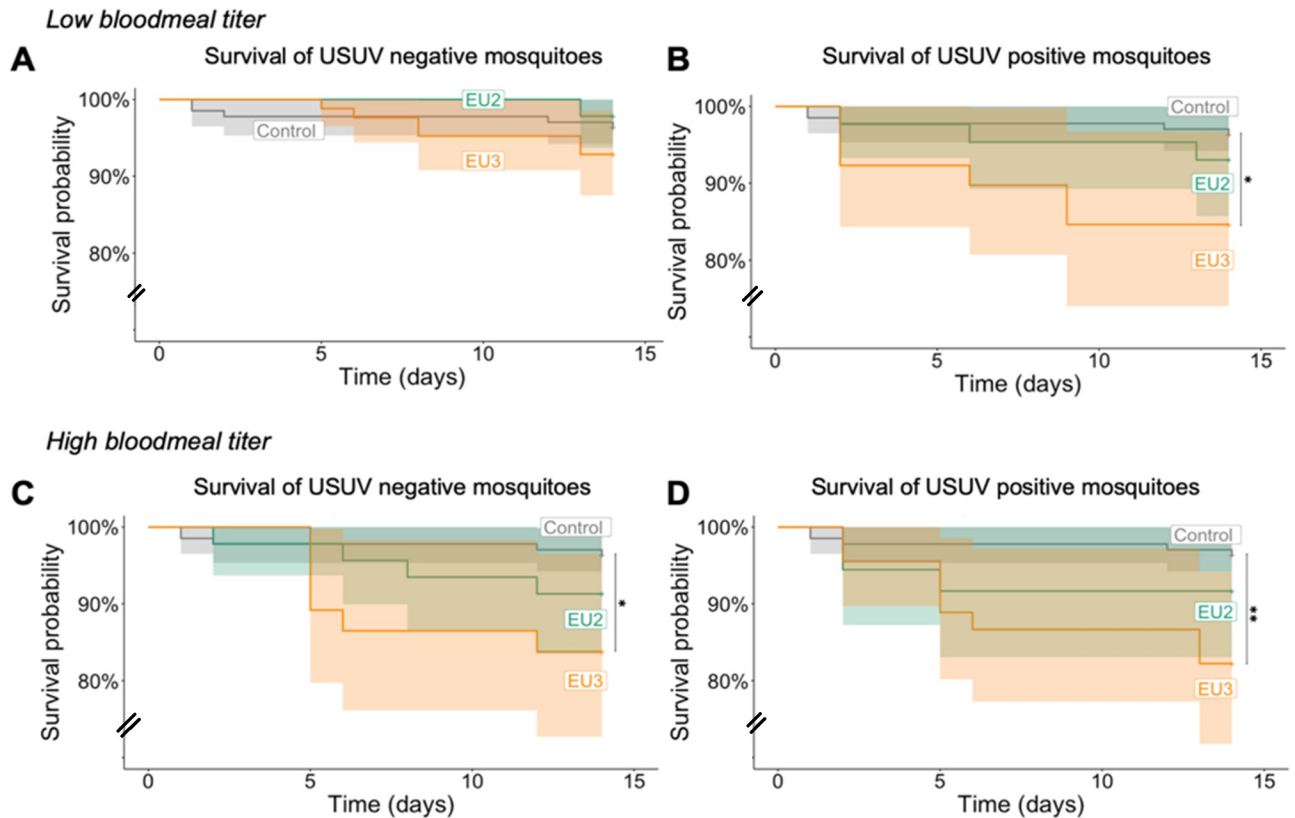 Low bloodmeal titer
A
Survival of USUV negative mosquitoes
Survival probability
100%
90%
80%
EU2
Control
EU3
0
5
10
15
Time (days)
B
Survival of USUV positive mosquitoes
Survival probability
100%
90%
80%
Control
EU2
*
EU3
0
5
10
15
Time (days)
High bloodmeal titer
C
Survival of USUV negative mosquitoes
Survival probability
100%
90%
80%
Control
*
EU2
EU3
0
5
10
15
Time (days)
D
Survival of USUV positive mosquitoes
Survival probability
100%
90%
80%
Control
EU2
**
EU3
0
5
10
15
Time (days)